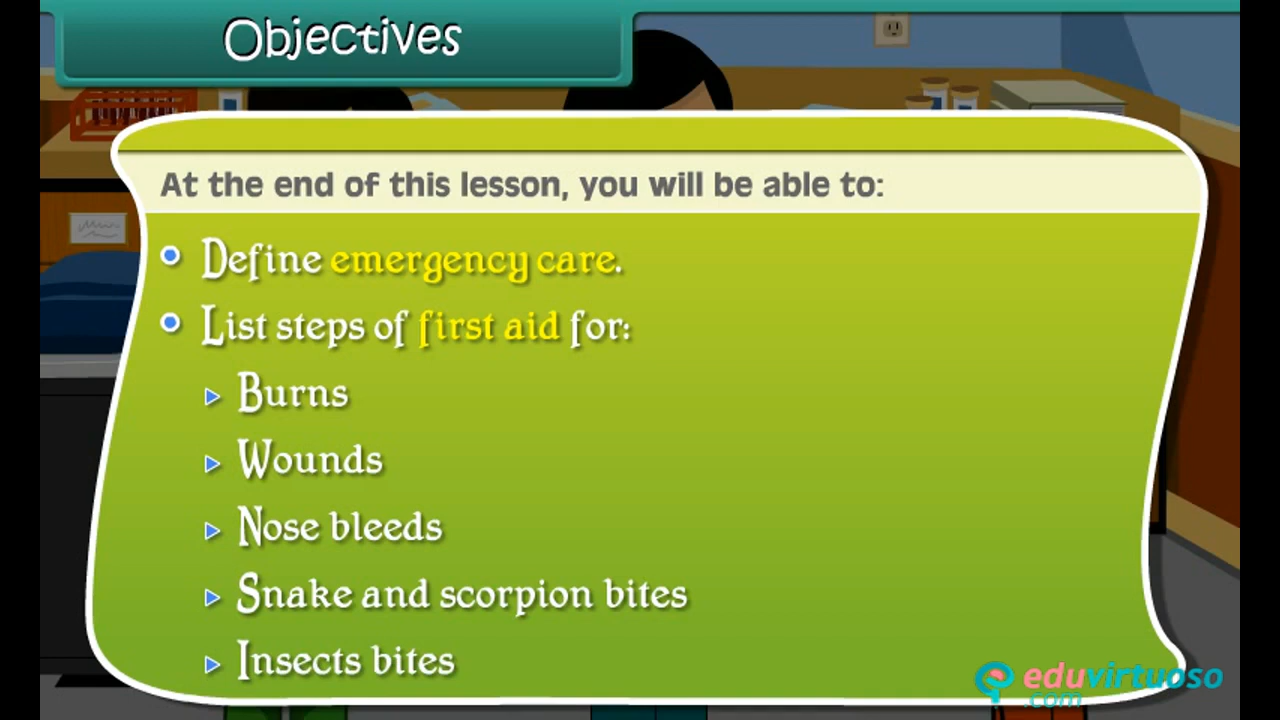 Objectives
At the end of this lesson, you will be able to:
Define emergency care.
List steps of first aid for:
Burns
Wounds
Nose bleeds
Snake and scorpion bites
Insects bites
eduvirtuoso
.com